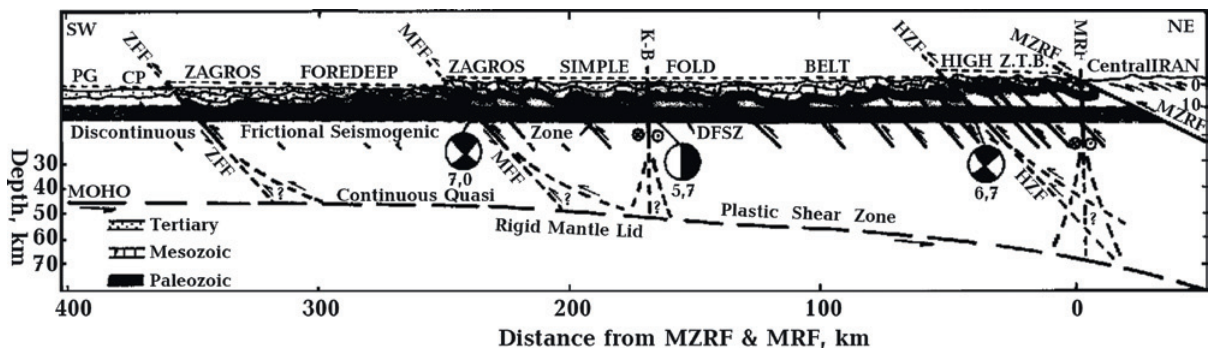 SW
ZFF
MFF
K-B
HZF
MZRF
MRF
NE
PG CP ZAGROS FOREDEEP ZAGROS SIMPLE FOLD BELT HIGH Z.T.B. CentralIRAN
0
10
MZRF
Discontinuous Frictional Seismogenic Zone DFSZ
ZFF
MFF
HZF
7,0
5,7
6,7
? ? ? ?
Depth, km
30
40
50
60
70
MOHO
Continuous Quasi Plastic Shear Zone
Rigid Mantle Lid
Tertiary
Mesozoic
Paleozoic
400 300 200 100 0
Distance from MZRF & MRF, km